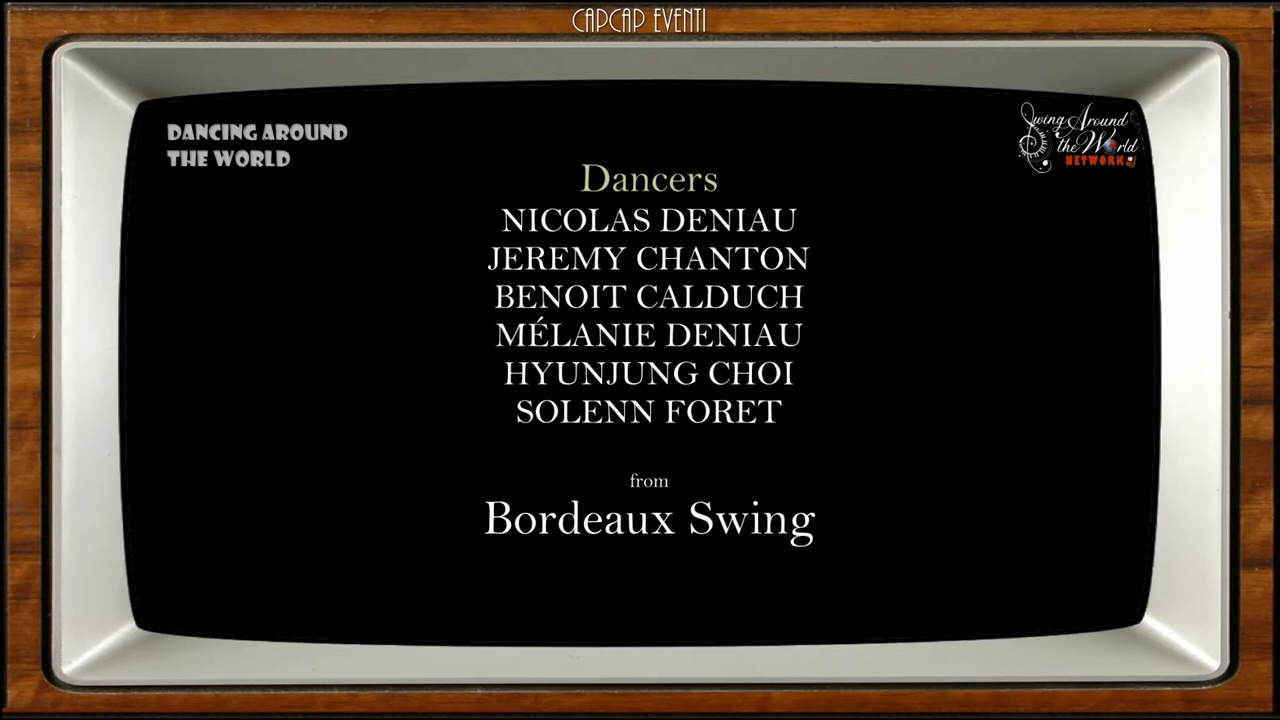 CAPCAP EVENTI
DANCING AROUND
THE WORLD
Swing Around
the World
NETWORK
Dancers
NICOLAS DENIAU
JEREMY CHANTON
BENOIT CALDUCH
MÉLANIE DENIAU
HYUNJUNG CHOI
SOLENN FORET
from
Bordeaux Swing